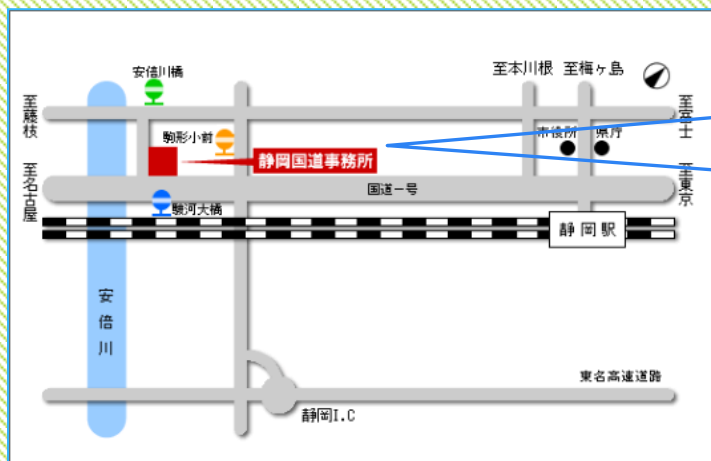 安倍川橋
至本川根 至梅ヶ島
至藤枝
至富士
駒形小前
市役所 県庁
静岡国道事務所
至名古屋
至東京
国道一号
駿河大橋
静岡駅
安倍川
東名高速道路
静岡I.C